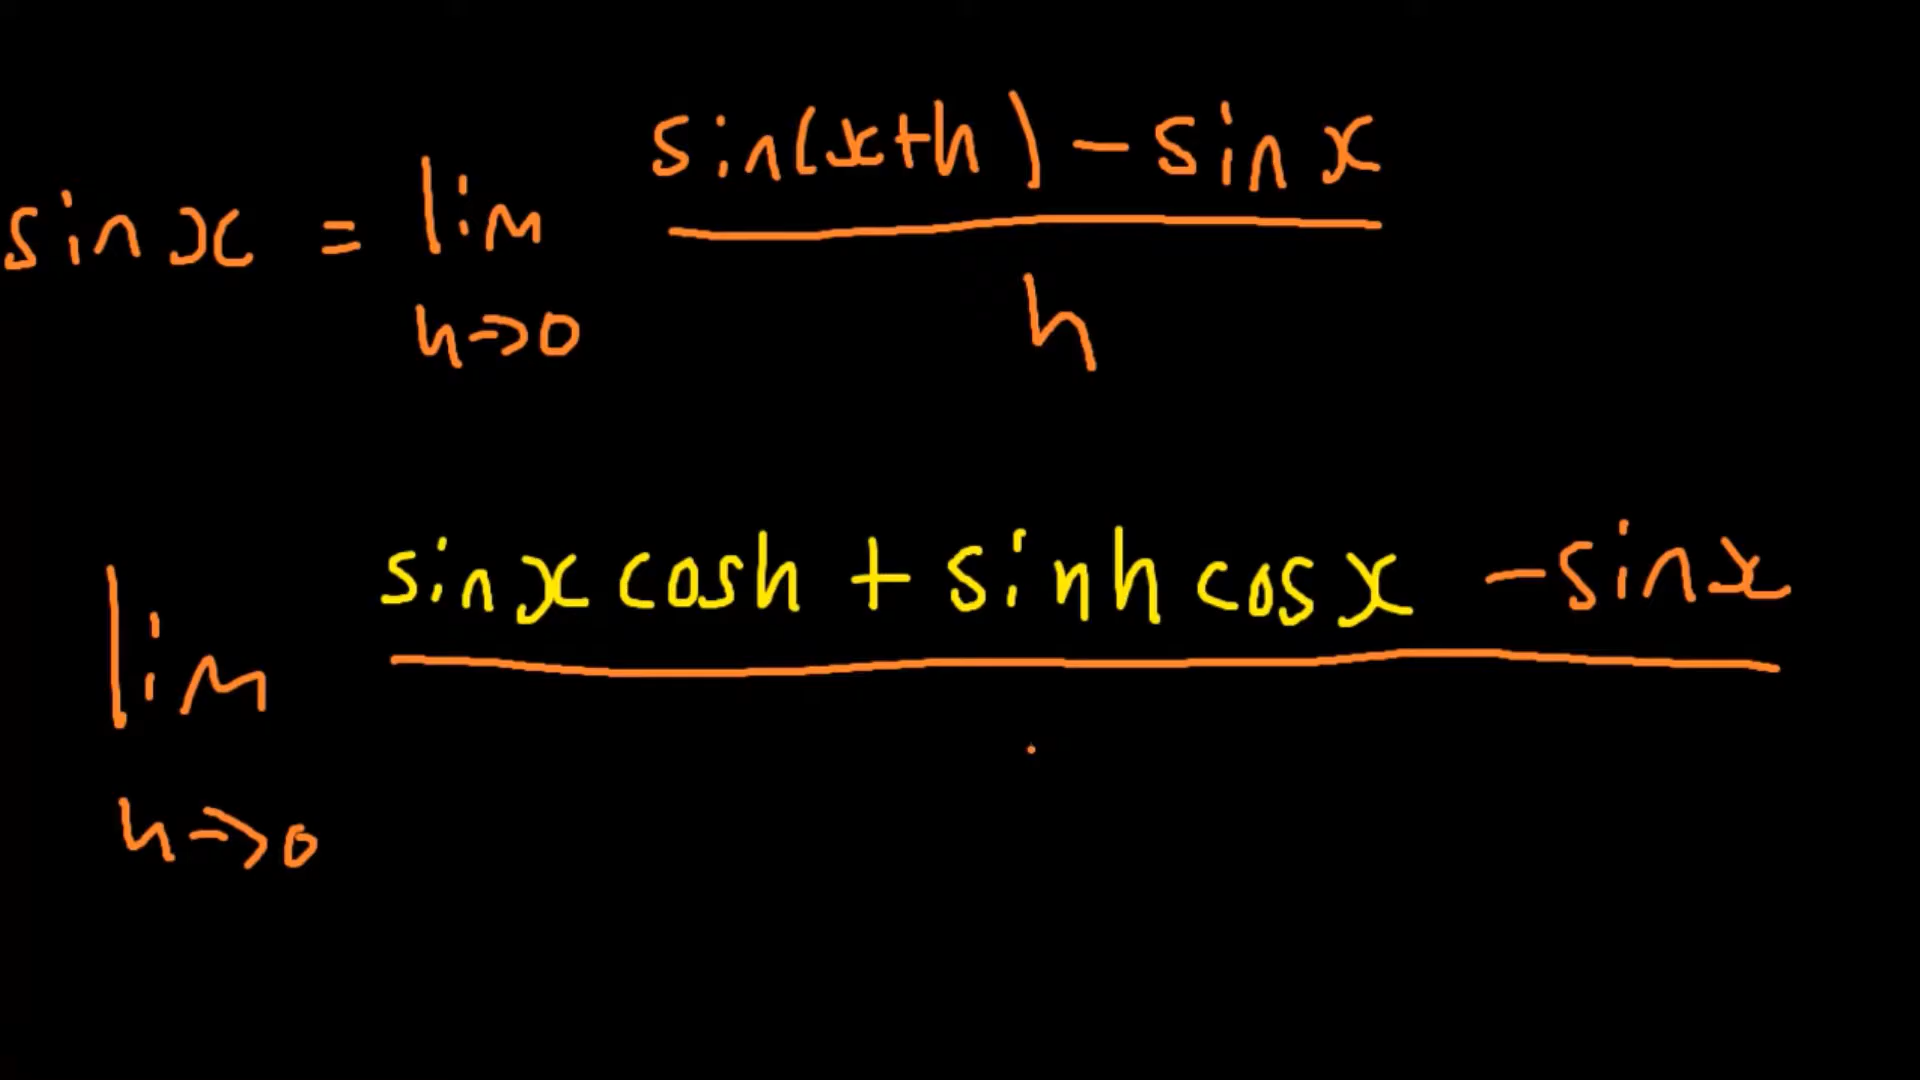 sin x = lim h→0 (sin(x+h) - sin x) / h
lim h→0 (sin x cos h + sin h cos x - sin x) /